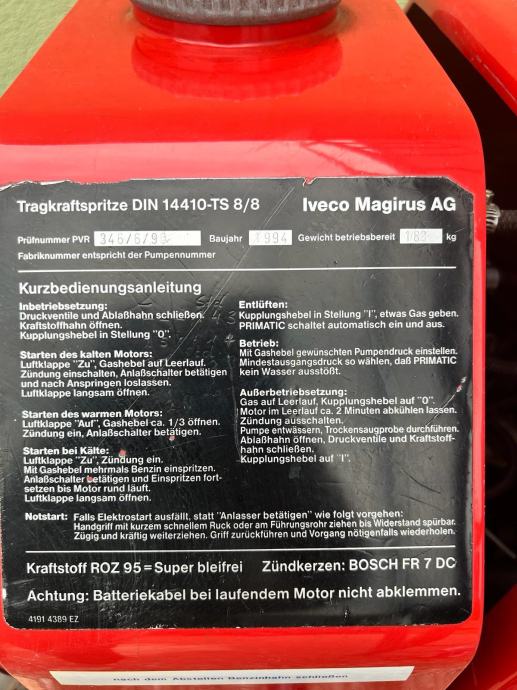 Tragkraftspritze DIN 14410-TS 8/8
Iveco Magirus AG
Prüfnummer PVR 346/6/93 Baujahr 1994 Gewicht betriebsbereit kg
Fabriknummer entspricht der Pumpennummer
Kurzbedienungsanleitung
Inbetriebsetzung:
Druckventile und Ablaßhahn schließen.
Kraftstoffhahn öffnen.
Kupplungshebel in Stellung "0".
Starten des kalten Motors:
Luftklappe "Zu", Gashebel auf Leerlauf.
Zündung einschalten, Anlaßschalter betätigen
und nach Anspringen loslassen.
Luftklappe langsam öffnen.
Starten des warmen Motors:
Luftklappe "Auf", Gashebel ca. 1/3 öffnen.
Zündung ein, Anlaßschalter betätigen.
Starten bei Kälte:
Luftklappe "Zu", Zündung ein.
Mit Gashebel mehrmals Benzin einspritzen.
Anlaßschalter betätigen und Einspritzen fort-
setzen bis Motor rund läuft.
Luftklappe langsam öffnen.
Entlüften:
Kupplungshebel in Stellung "I", etwas Gas geben.
PRIMATIC schaltet automatisch ein und aus.
Betrieb:
Mit Gashebel gewünschten Pumpendruck einstellen.
Mindestausgangsdruck so wählen, daß PRIMATIC
kein Wasser ausstößt.
Außerbetriebsetzung:
Gas auf Leerlauf, Kupplungshebel auf "0".
Motor im Leerlauf ca. 2 Minuten abkühlen lassen.
Zündung ausschalten.
Pumpe entwässern, Trockensaugprobe durchführen.
Ablaßhahn öffnen, Druckventile und Kraftstoff-
hahn schließen.
Kupplungshebel auf "I".
Notstart: Falls Elektrostart ausfällt, statt "Anlasser betätigen" wie folgt vorgehen:
Handgriff mit kurzem schnellem Ruck oder am Führungsrohr ziehen bis Widerstand spürbar.
Zügig und kräftig weiterziehen. Griff zurückführen und Vorgang nötigenfalls wiederholen.
Kraftstoff ROZ 95 = Super bleifrei Zündkerzen: BOSCH FR 7 DC
Achtung: Batteriekabel bei laufendem Motor nicht abklemmen.
4191 4389 EZ
nach dem Abstellen Benzinhahn schließen